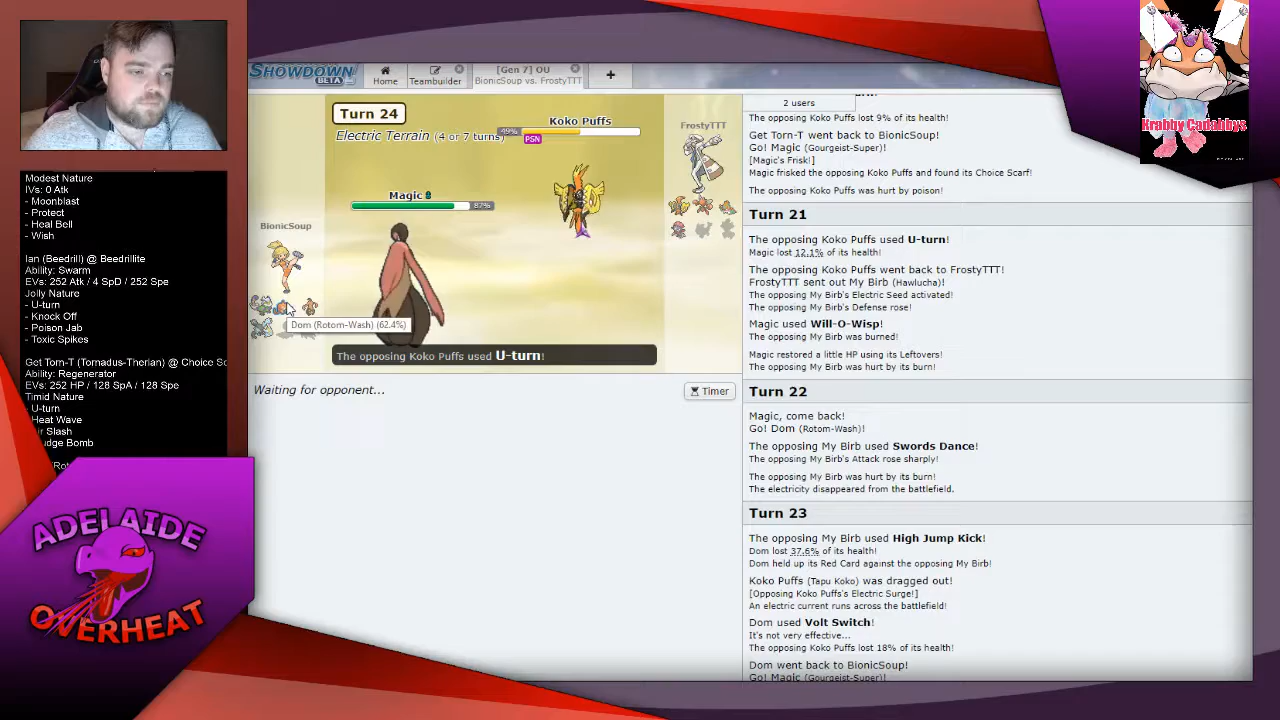 Modest Nature
IVs: 0 Atk
- Moonblast
- Protect
- Heal Bell
- Wish
Ian (Beedrill) @ Beedrillite
Ability: Swarm
EVs: 252 Atk / 4 SpD / 252 Spe
Jolly Nature
- U-turn
- Knock Off
- Poison Jab
- Toxic Spikes
Get Torn-T (Tornadus-Therian) @ Choice Sc
Ability: Regenerator
EVs: 252 HP / 128 SpA / 128 Spe
Timid Nature
U-turn
Heat Wave
ir Slash
udge Bomb
ADELAIDE
OVERHEAT
SHOWDOWN
BETA
Home
Teambuilder
[Gen 7] OU
BionicSoup vs. FrostyTTT
+
Turn 24
Electric Terrain (4 or 7 turns)
Koko Puffs
49%
PSN
Magic
87%
BionicSoup
FrostyTTT
Dom (Rotom-Wash) (62.4%)
The opposing Koko Puffs used U-turn!
Waiting for opponent...
Timer
2 users
The opposing Koko Puffs lost 9% of its health!
Get Torn-T went back to BionicSoup!
Go! Magic (Gourgeist-Super)!
[Magic's Frisk!]
Magic frisked the opposing Koko Puffs and found its Choice Scarf!
The opposing Koko Puffs was hurt by poison!
Turn 21
The opposing Koko Puffs used U-turn!
Magic lost 12.1% of its health!
The opposing Koko Puffs went back to FrostyTTT!
FrostyTTT sent out My Birb (Hawlucha)!
The opposing My Birb's Electric Seed activated!
The opposing My Birb's Defense rose!
Magic used Will-O-Wisp!
The opposing My Birb was burned!
Magic restored a little HP using its Leftovers!
The opposing My Birb was hurt by its burn!
Turn 22
Magic, come back!
Go! Dom (Rotom-Wash)!
The opposing My Birb used Swords Dance!
The opposing My Birb's Attack rose sharply!
The opposing My Birb was hurt by its burn!
The electricity disappeared from the battlefield.
Turn 23
The opposing My Birb used High Jump Kick!
Dom lost 37.6% of its health!
Dom held up its Red Card against the opposing My Birb!
Koko Puffs (Tapu Koko) was dragged out!
[Opposing Koko Puffs's Electric Surge!]
An electric current runs across the battlefield!
Dom used Volt Switch!
It's not very effective...
The opposing Koko Puffs lost 18% of its health!
Dom went back to BionicSoup!
Go! Magic (Gourgeist-Super)!
Krabby Cadabbys